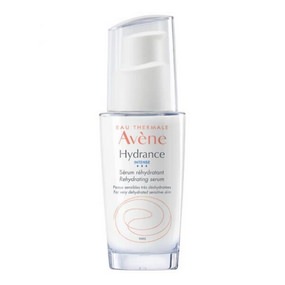 EAU THERMALE
Avène
Hydrance
INTENSE
Sérum réhydratant
Rehydrating serum
Peaux sensibles très déshydratées
For very dehydrated sensitive skin